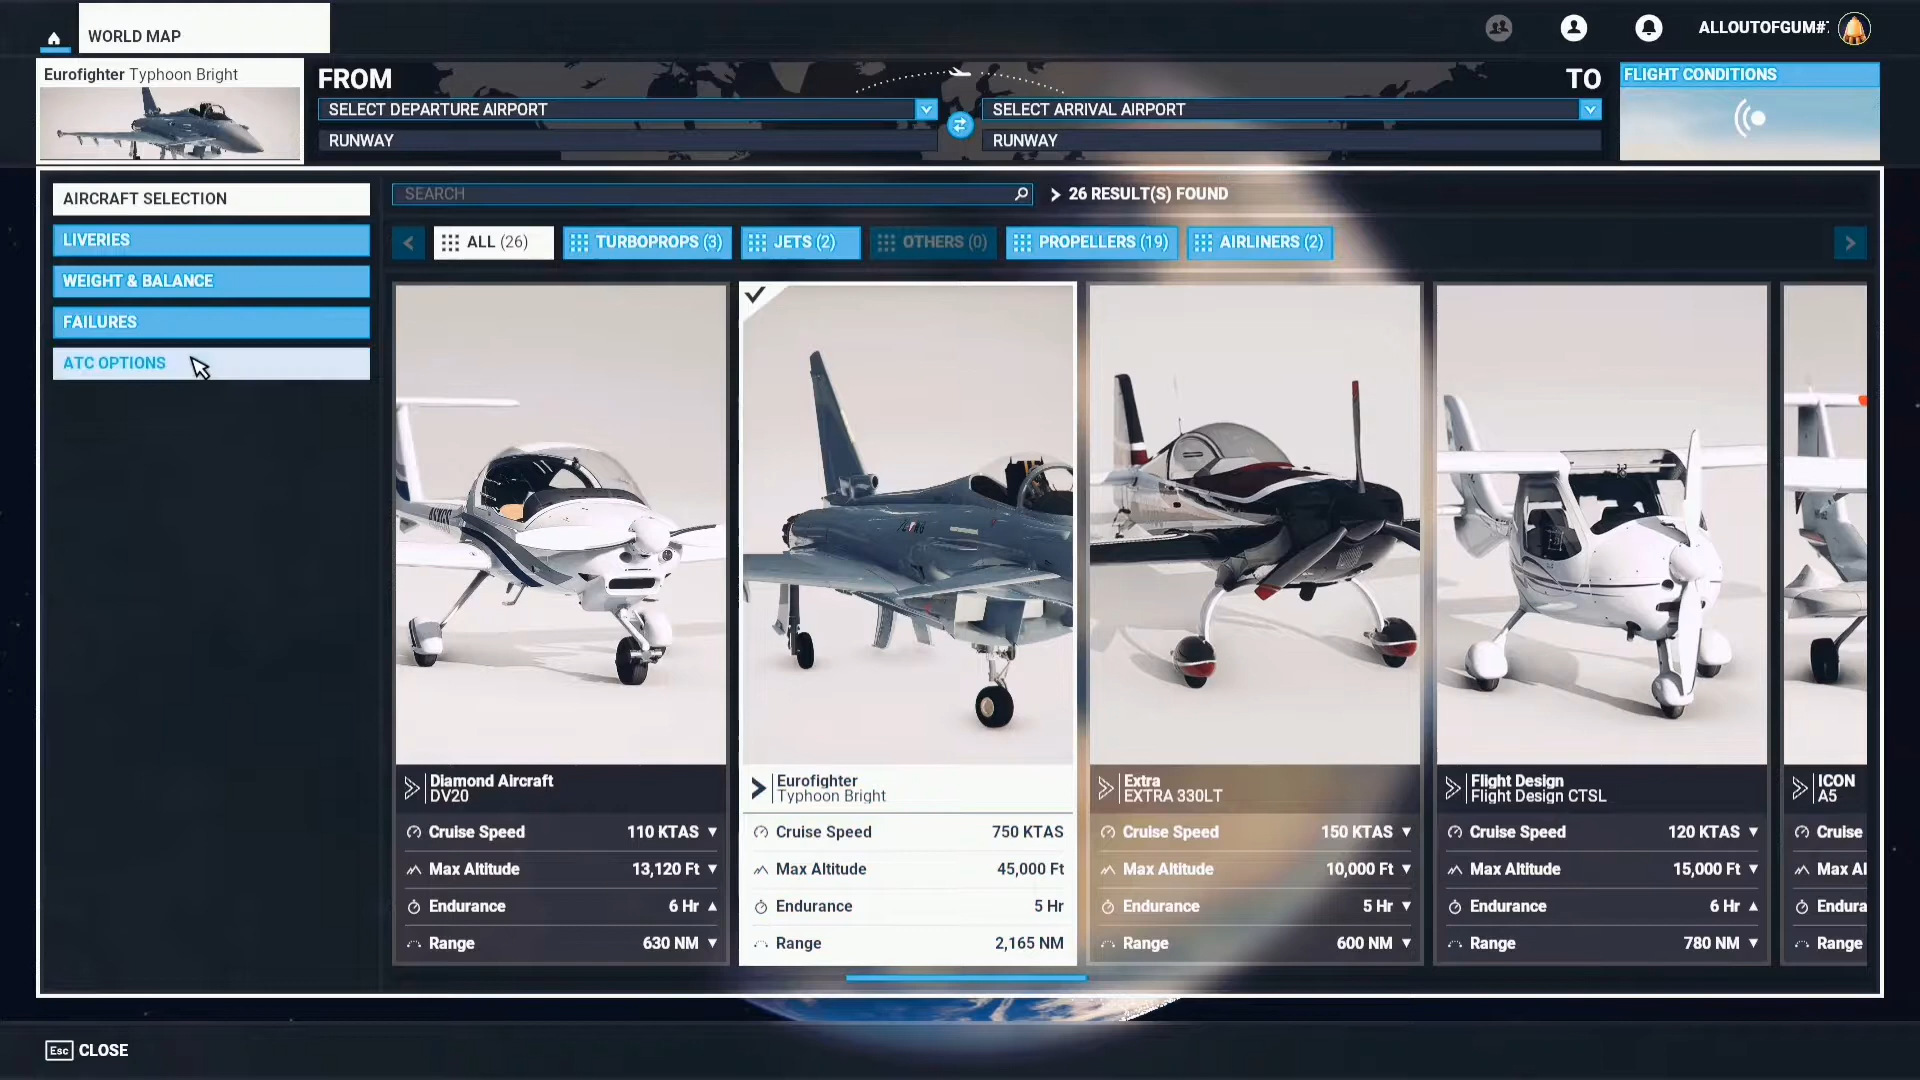 WORLD MAP
ALLOUTOFGUM#
Eurofighter Typhoon Bright
FROM
SELECT DEPARTURE AIRPORT
RUNWAY
TO
SELECT ARRIVAL AIRPORT
RUNWAY
FLIGHT CONDITIONS
AIRCRAFT SELECTION
LIVERIES
WEIGHT & BALANCE
FAILURES
ATC OPTIONS
SEARCH
26 RESULT(S) FOUND
ALL (26)
TURBOPROPS (3)
JETS (2)
OTHERS (0)
PROPELLERS (19)
AIRLINERS (2)
Diamond Aircraft
DV20
Cruise Speed 110 KTAS
Max Altitude 13,120 Ft
Endurance 6 Hr
Range 630 NM
Eurofighter
Typhoon Bright
Cruise Speed 750 KTAS
Max Altitude 45,000 Ft
Endurance 5 Hr
Range 2,165 NM
Extra
EXTRA 330LT
Cruise Speed 150 KTAS
Max Altitude 10,000 Ft
Endurance 5 Hr
Range 600 NM
Flight Design
Flight Design CTSL
Cruise Speed 120 KTAS
Max Altitude 15,000 Ft
Endurance 6 Hr
Range 780 NM
ICON
A5
Cruise
Max Al
Endura
Range
Esc CLOSE